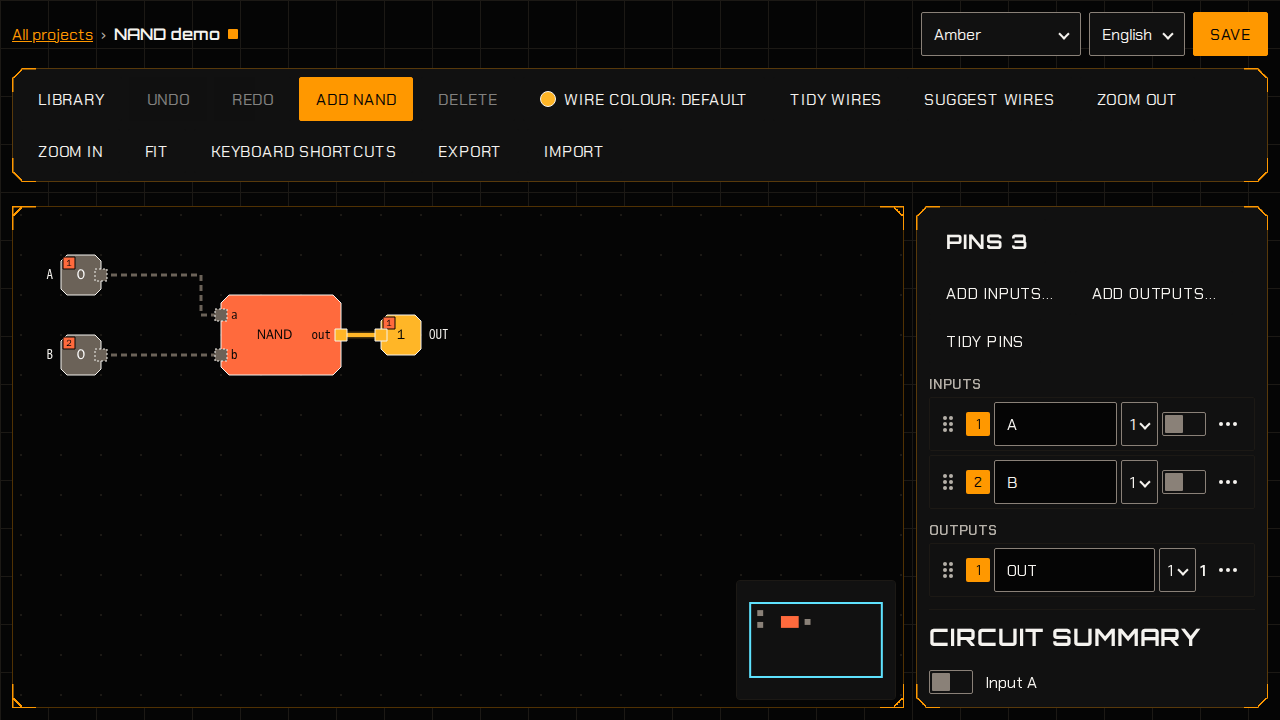 All projects › NAND demo
Amber
English
SAVE
LIBRARY UNDO REDO ADD NAND DELETE WIRE COLOUR: DEFAULT TIDY WIRES SUGGEST WIRES ZOOM OUT
ZOOM IN FIT KEYBOARD SHORTCUTS EXPORT IMPORT
1
A 0
2
B 0
a
NAND out
b
1
1 OUT
PINS 3
ADD INPUTS... ADD OUTPUTS...
TIDY PINS
INPUTS
1 A 1
2 B 1
OUTPUTS
1 OUT 1 1
CIRCUIT SUMMARY
Input A